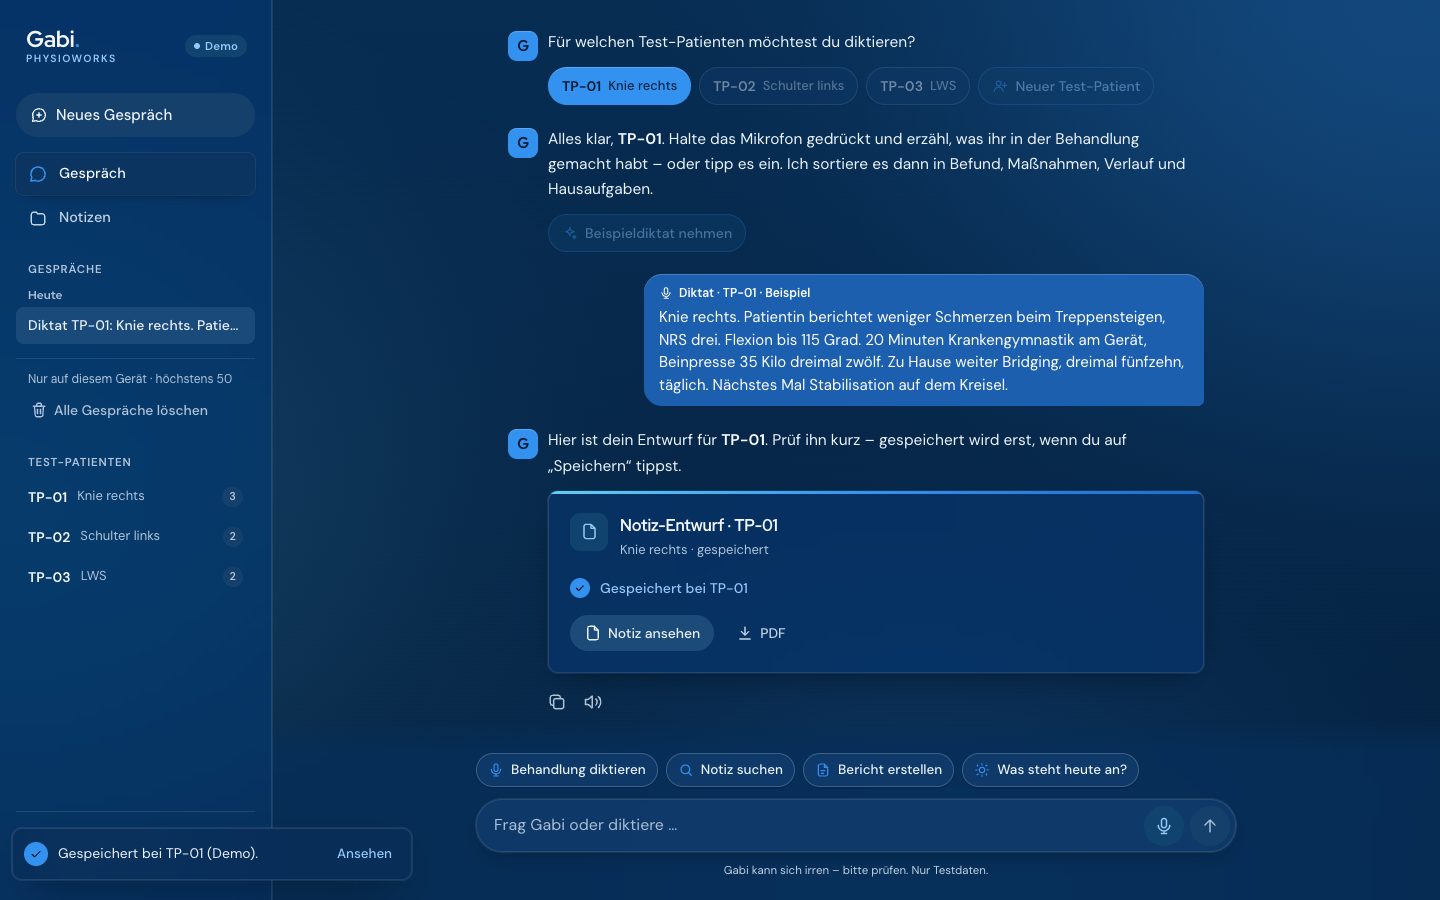 Gabi.
PHYSIOWORKS
Demo
Neues Gespräch
Gespräch
Notizen
GESPRÄCHE
Heute
Diktat TP-01: Knie rechts. Patie...
Nur auf diesem Gerät · höchstens 50
Alle Gespräche löschen
TEST-PATIENTEN
TP-01 Knie rechts 3
TP-02 Schulter links 2
TP-03 LWS 2
Gespeichert bei TP-01 (Demo). Ansehen
G
Für welchen Test-Patienten möchtest du diktieren?
TP-01 Knie rechts
TP-02 Schulter links
TP-03 LWS
Neuer Test-Patient
G
Alles klar, TP-01. Halte das Mikrofon gedrückt und erzähl, was ihr in der Behandlung
gemacht habt – oder tipp es ein. Ich sortiere es dann in Befund, Maßnahmen, Verlauf und
Hausaufgaben.
Beispieldiktat nehmen
Diktat · TP-01 · Beispiel
Knie rechts. Patientin berichtet weniger Schmerzen beim Treppensteigen,
NRS drei. Flexion bis 115 Grad. 20 Minuten Krankengymnastik am Gerät,
Beinpresse 35 Kilo dreimal zwölf. Zu Hause weiter Bridging, dreimal fünfzehn,
täglich. Nächstes Mal Stabilisation auf dem Kreisel.
G
Hier ist dein Entwurf für TP-01. Prüf ihn kurz – gespeichert wird erst, wenn du auf
„Speichern“ tippst.
Notiz-Entwurf · TP-01
Knie rechts · gespeichert
Gespeichert bei TP-01
Notiz ansehen
PDF
Behandlung diktieren
Notiz suchen
Bericht erstellen
Was steht heute an?
Frag Gabi oder diktiere ...
Gabi kann sich irren – bitte prüfen. Nur Testdaten.